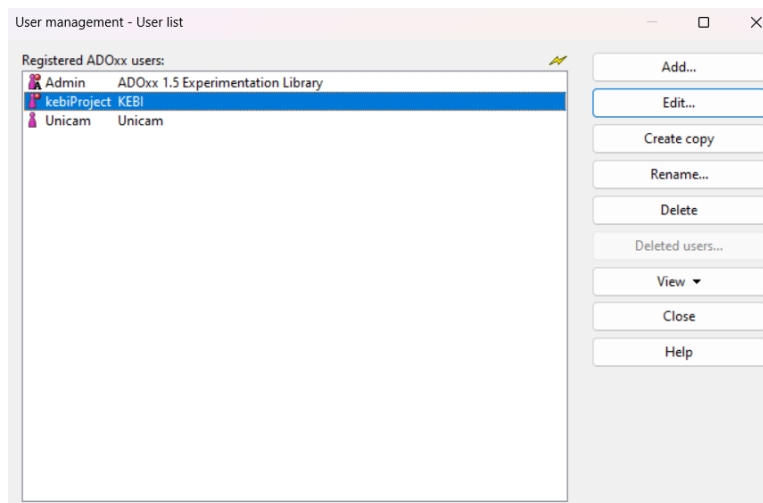 User management - User list
Registered ADOxx users:
Admin ADOxx 1.5 Experimentation Library
kebiProject KEBI
Unicam Unicam
Add...
Edit...
Create copy
Rename...
Delete
Deleted users...
View
Close
Help